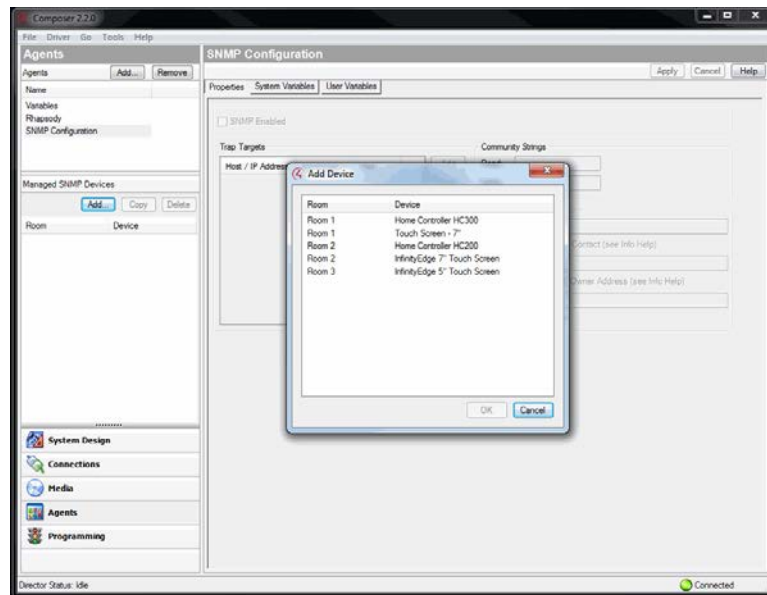 Composer 2.2.0
File Driver Go Tools Help
Agents
SNMP Configuration
Agents Add... Remove
Apply Cancel Help
Name
Properties System Variables User Variables
Variables
Rhapsody
SNMP Configuration
SNMP Enabled
Trap Targets
Community Strings
Host / IP Address
Add
Read
Managed SNMP Devices
Add... Copy Delete
Room Device
Add Device
Room Device
Room 1 Home Controller HC300
Room 1 Touch Screen - 7"
Room 2 Home Controller HC200
Room 2 InfinityEdge 7" Touch Screen
Room 3 InfinityEdge 5" Touch Screen
Contact (see Info Help)
Owner Address (see Info Help)
OK Cancel
System Design
Connections
Media
Agents
Programming
Director Status: Idle
Connected